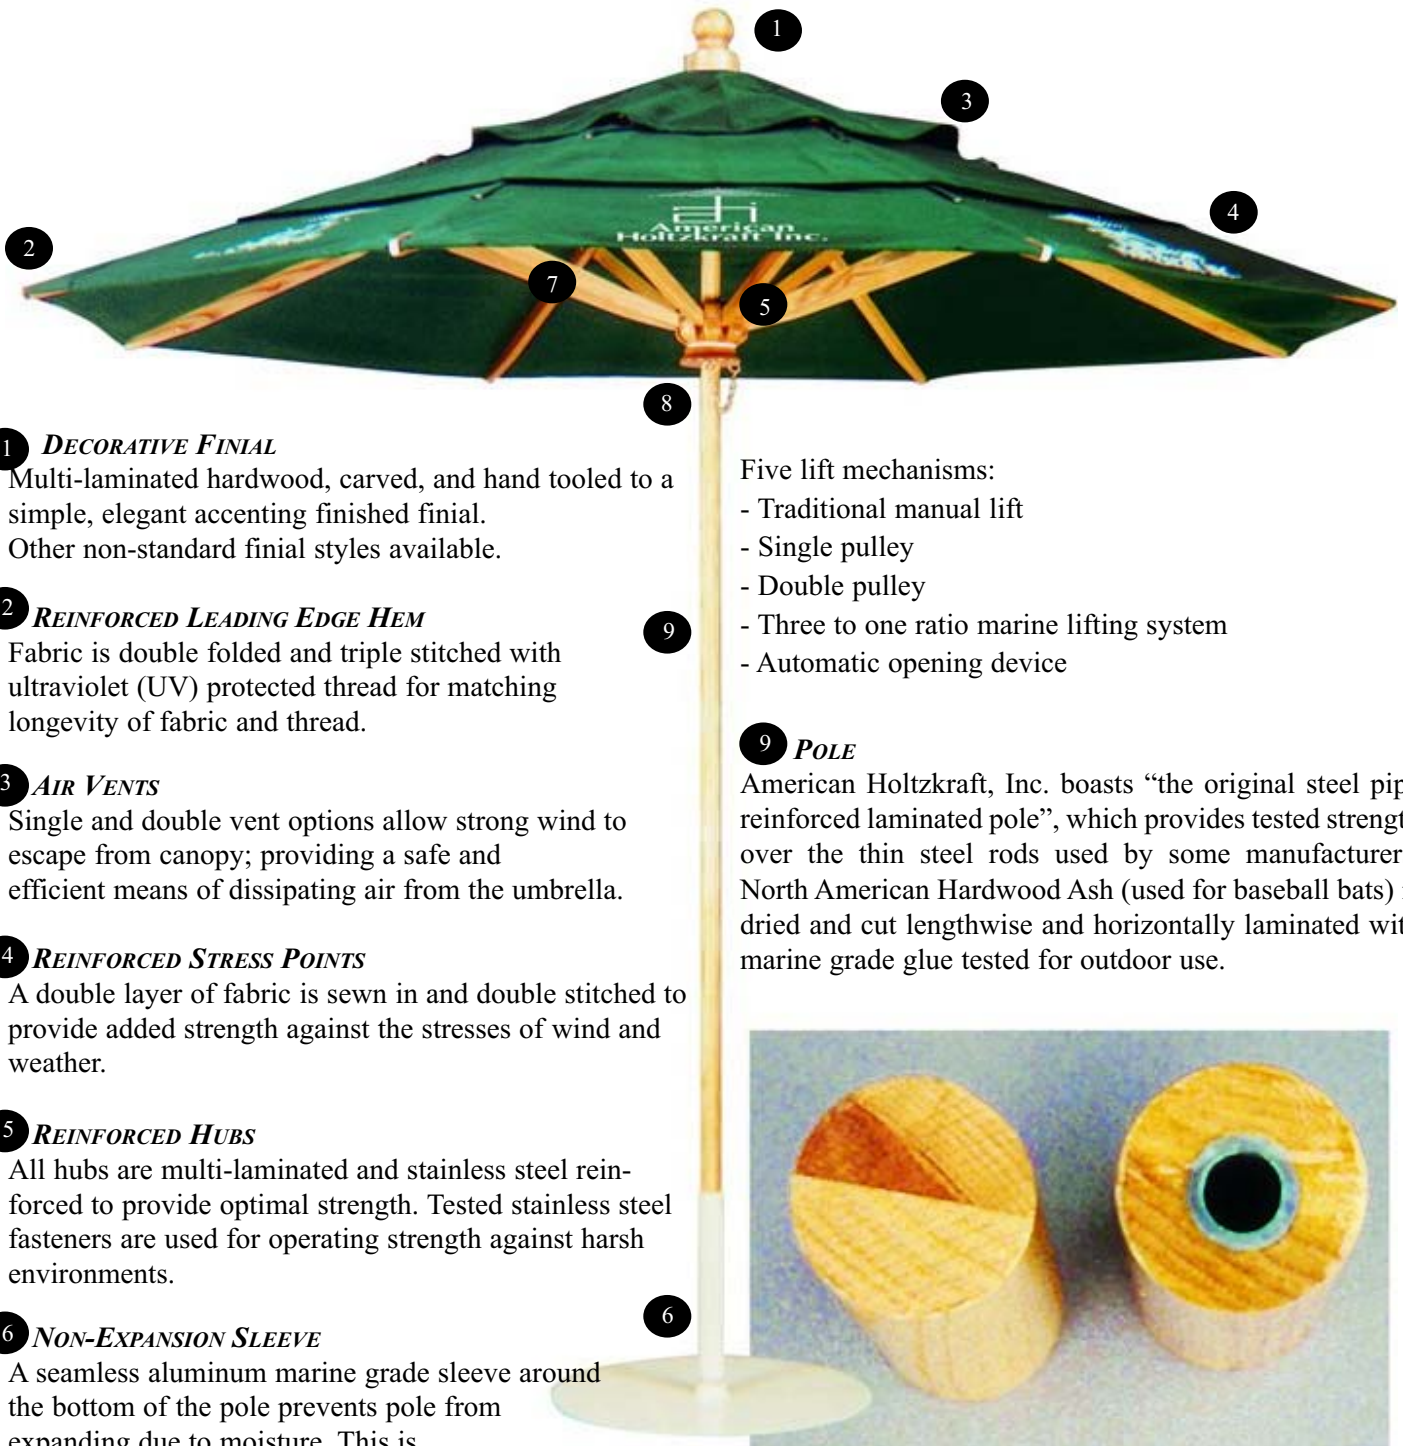 1
3
4
2
American
Holtzkraft Inc.
7
5
8
1 DECORATIVE FINIAL
Multi-laminated hardwood, carved, and hand tooled to a
simple, elegant accenting finished finial.
Other non-standard finial styles available.
2 REINFORCED LEADING EDGE HEM
Fabric is double folded and triple stitched with
ultraviolet (UV) protected thread for matching
longevity of fabric and thread.
9
3 AIR VENTS
Single and double vent options allow strong wind to
escape from canopy; providing a safe and
efficient means of dissipating air from the umbrella.
4 REINFORCED STRESS POINTS
A double layer of fabric is sewn in and double stitched to
provide added strength against the stresses of wind and
weather.
5 REINFORCED HUBS
All hubs are multi-laminated and stainless steel rein-
forced to provide optimal strength. Tested stainless steel
fasteners are used for operating strength against harsh
environments.
6
6 NON-EXPANSION SLEEVE
A seamless aluminum marine grade sleeve around
the bottom of the pole prevents pole from
expanding due to moisture. This is
Five lift mechanisms:
- Traditional manual lift
- Single pulley
- Double pulley
- Three to one ratio marine lifting system
- Automatic opening device
9 POLE
American Holtzkraft, Inc. boasts “the original steel pip
reinforced laminated pole”, which provides tested strengt
over the thin steel rods used by some manufacturer
North American Hardwood Ash (used for baseball bats)
dried and cut lengthwise and horizontally laminated wit
marine grade glue tested for outdoor use.